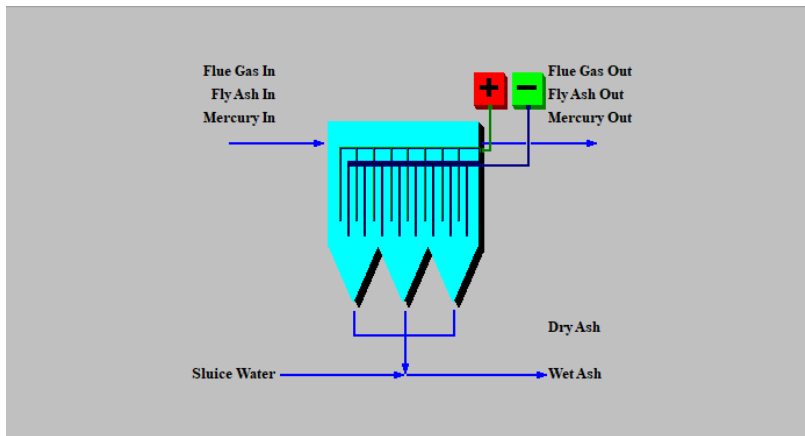 Flue Gas In
Fly Ash In
Mercury In
+
−
Flue Gas Out
Fly Ash Out
Mercury Out
Dry Ash
Sluice Water
Wet Ash